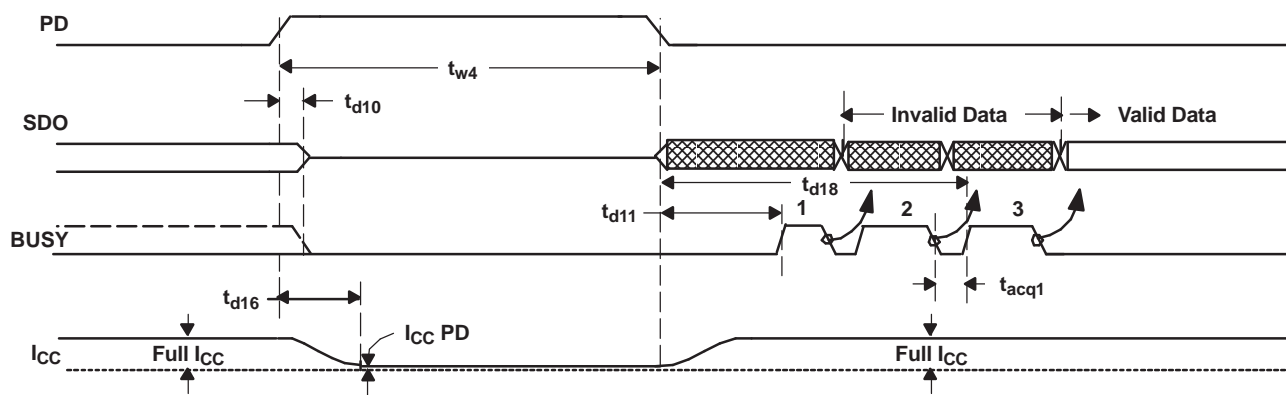 PD
tw4
td10
SDO
Invalid Data
Valid Data
td18
td11
1
2
3
BUSY
tacq1
td16
ICC PD
ICC
Full ICC
Full ICC